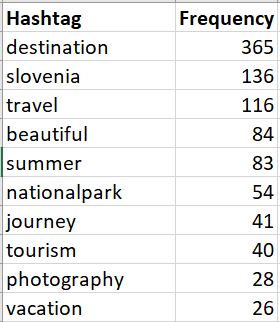 Hashtag Frequency
destination 365
slovenia 136
travel 116
beautiful 84
summer 83
nationalpark 54
journey 41
tourism 40
photography 28
vacation 26